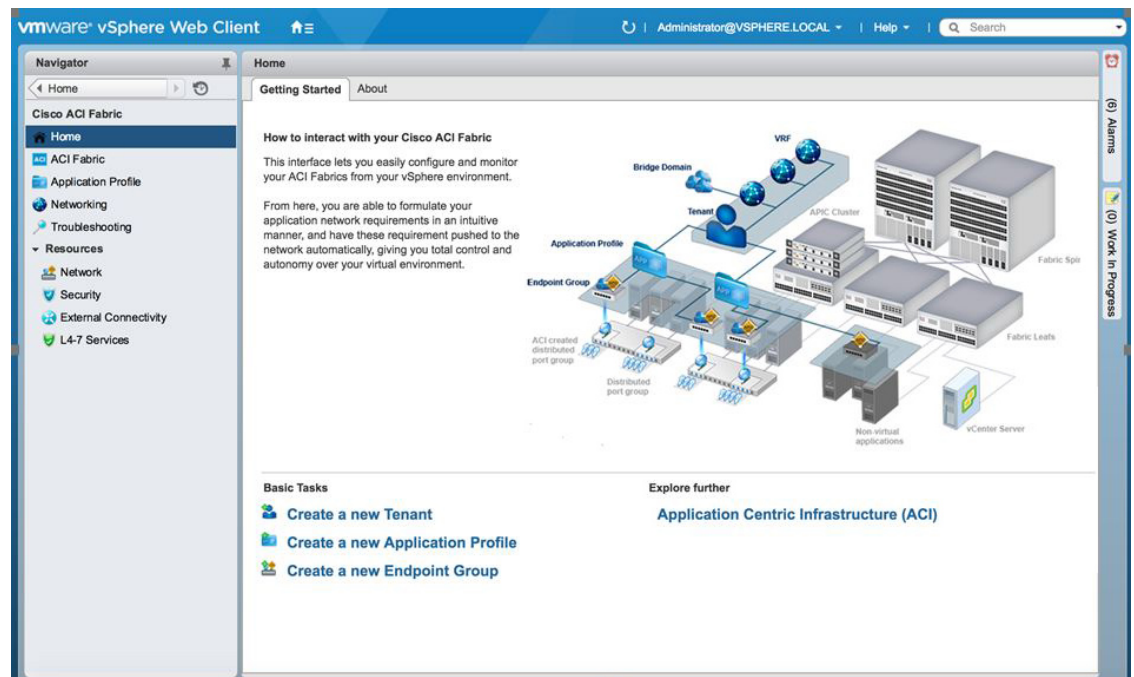 vmware® vSphere Web Client
Administrator@VSPHERE.LOCAL
Help
Search
Navigator
Home
Cisco ACI Fabric
Home
ACI ACI Fabric
Application Profile
Networking
Troubleshooting
Resources
Network
Security
External Connectivity
L4-7 Services
Home
Getting Started
About
How to interact with your Cisco ACI Fabric
This interface lets you easily configure and monitor
your ACI Fabrics from your vSphere environment.
From here, you are able to formulate your
application network requirements in an intuitive
manner, and have these requirement pushed to the
network automatically, giving you total control and
autonomy over your virtual environment.
VRF
Bridge Domain
Tenant
APIC Cluster
Application Profile
APP
APP
Fabric Spin
Endpoint Group
Fabric Leafs
ACI created
distributed
port group
Distributed
port group
Non-virtual
applications
vCenter Server
Basic Tasks
Create a new Tenant
Create a new Application Profile
Create a new Endpoint Group
Explore further
Application Centric Infrastructure (ACI)
(6) Alarms
(0) Work In Progress